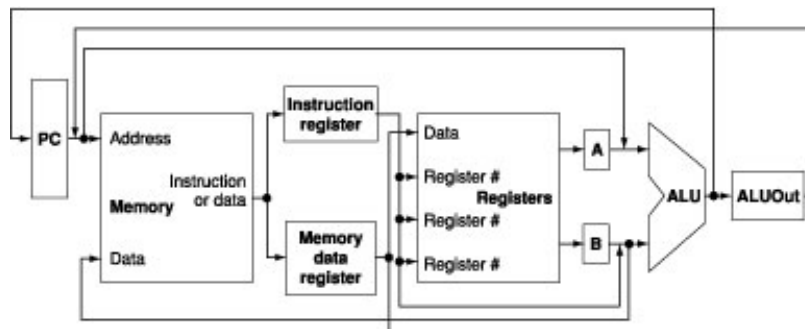 PC
Address
Instruction
or data
Memory
Data
Instruction
register
Memory
data
register
Data
Register #
Registers
Register #
Register #
A
B
ALU
ALUOut